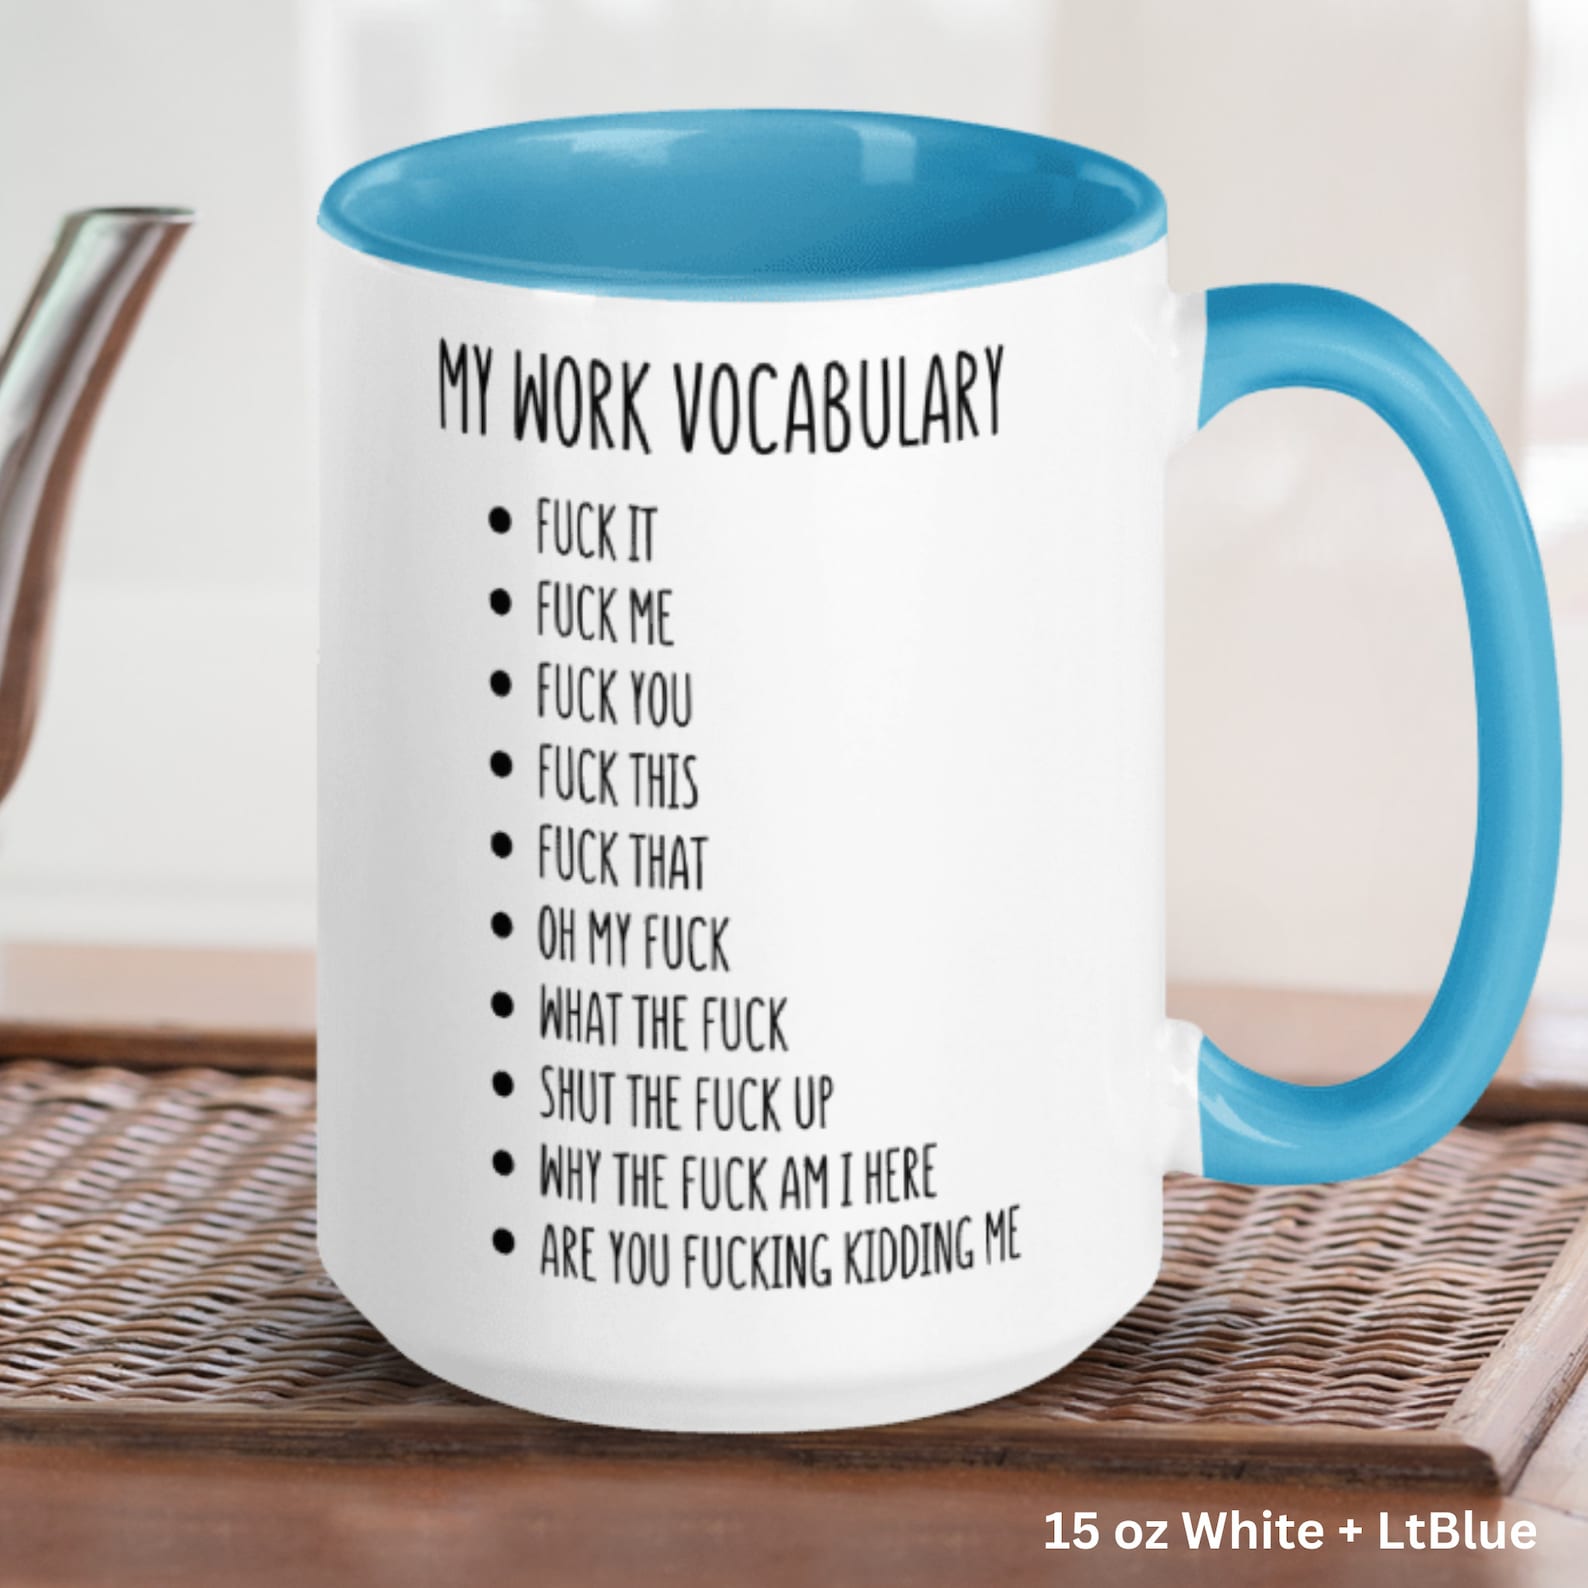 MY WORK VOCABULARY
• FUCK IT
• FUCK ME
• FUCK YOU
• FUCK THIS
• FUCK THAT
• OH MY FUCK
• WHAT THE FUCK
• SHUT THE FUCK UP
• WHY THE FUCK AM I HERE
• ARE YOU FUCKING KIDDING ME
15 oz White + LtBlue